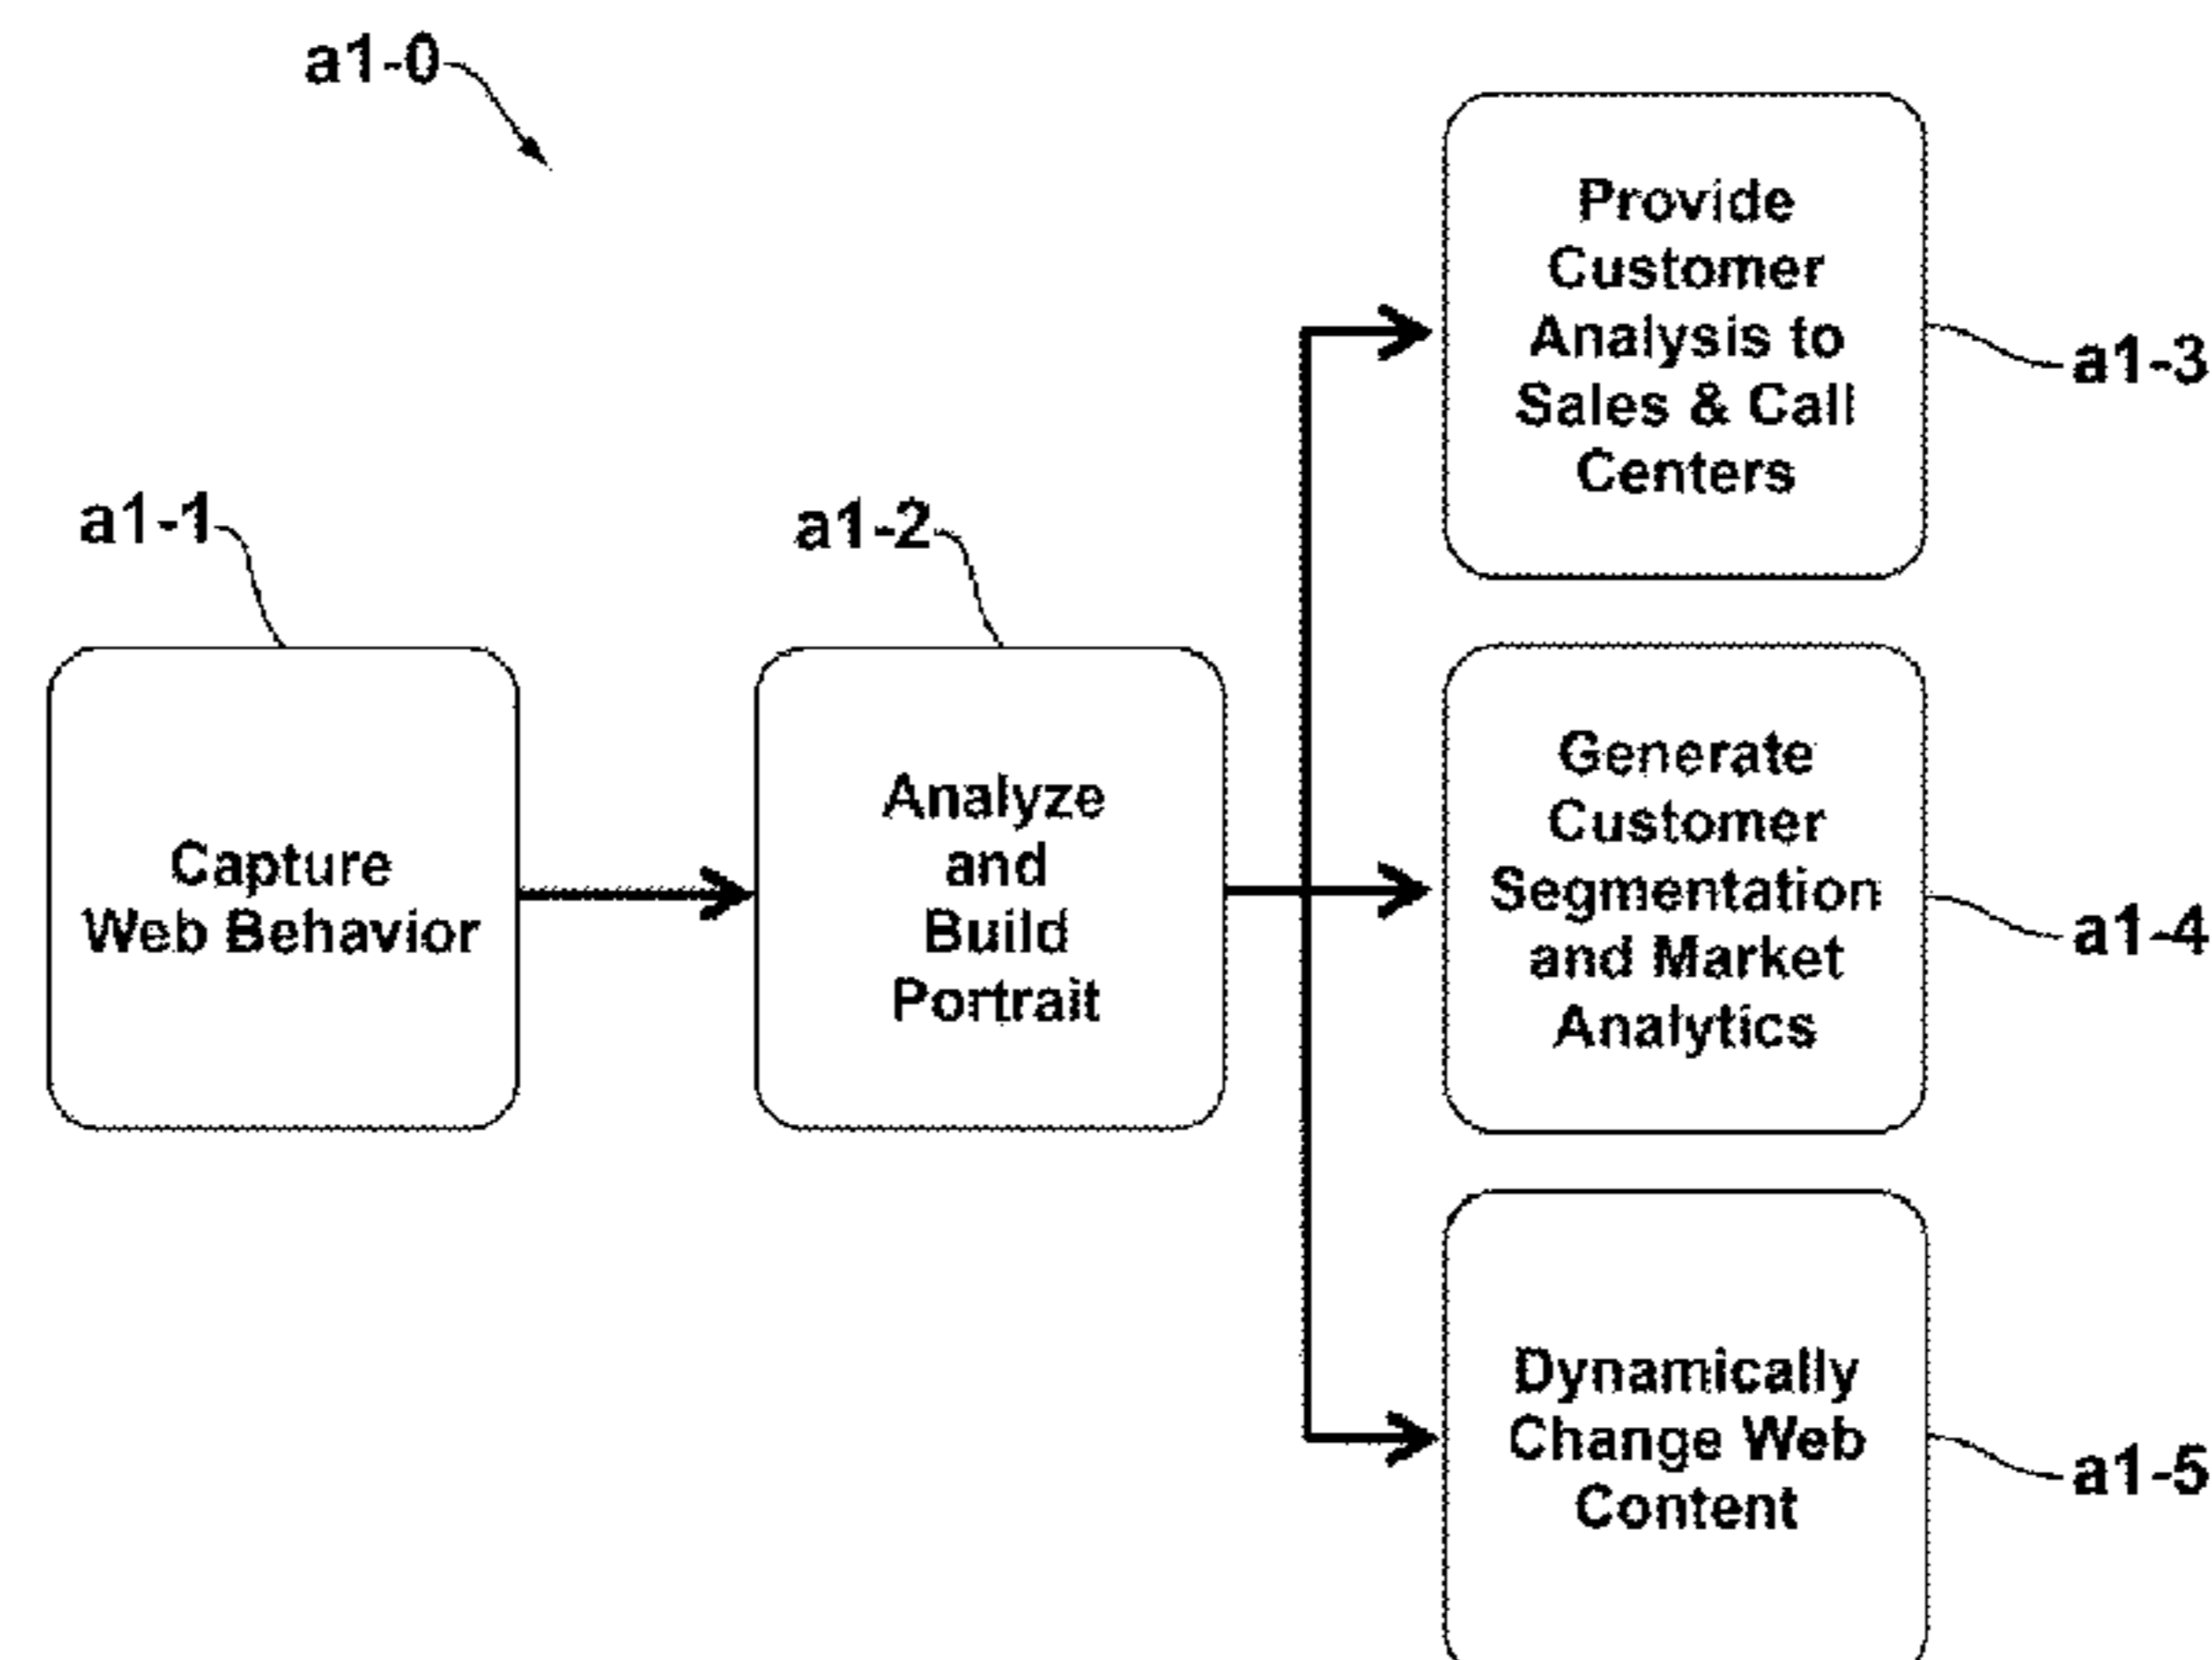 a1-0
a1-1
Capture
Web Behavior
a1-2
Analyze
and
Build
Portrait
Provide
Customer
Analysis to
Sales & Call
Centers
a1-3
Generate
Customer
Segmentation
and Market
Analytics
a1-4
Dynamically
Change Web
Content
a1-5